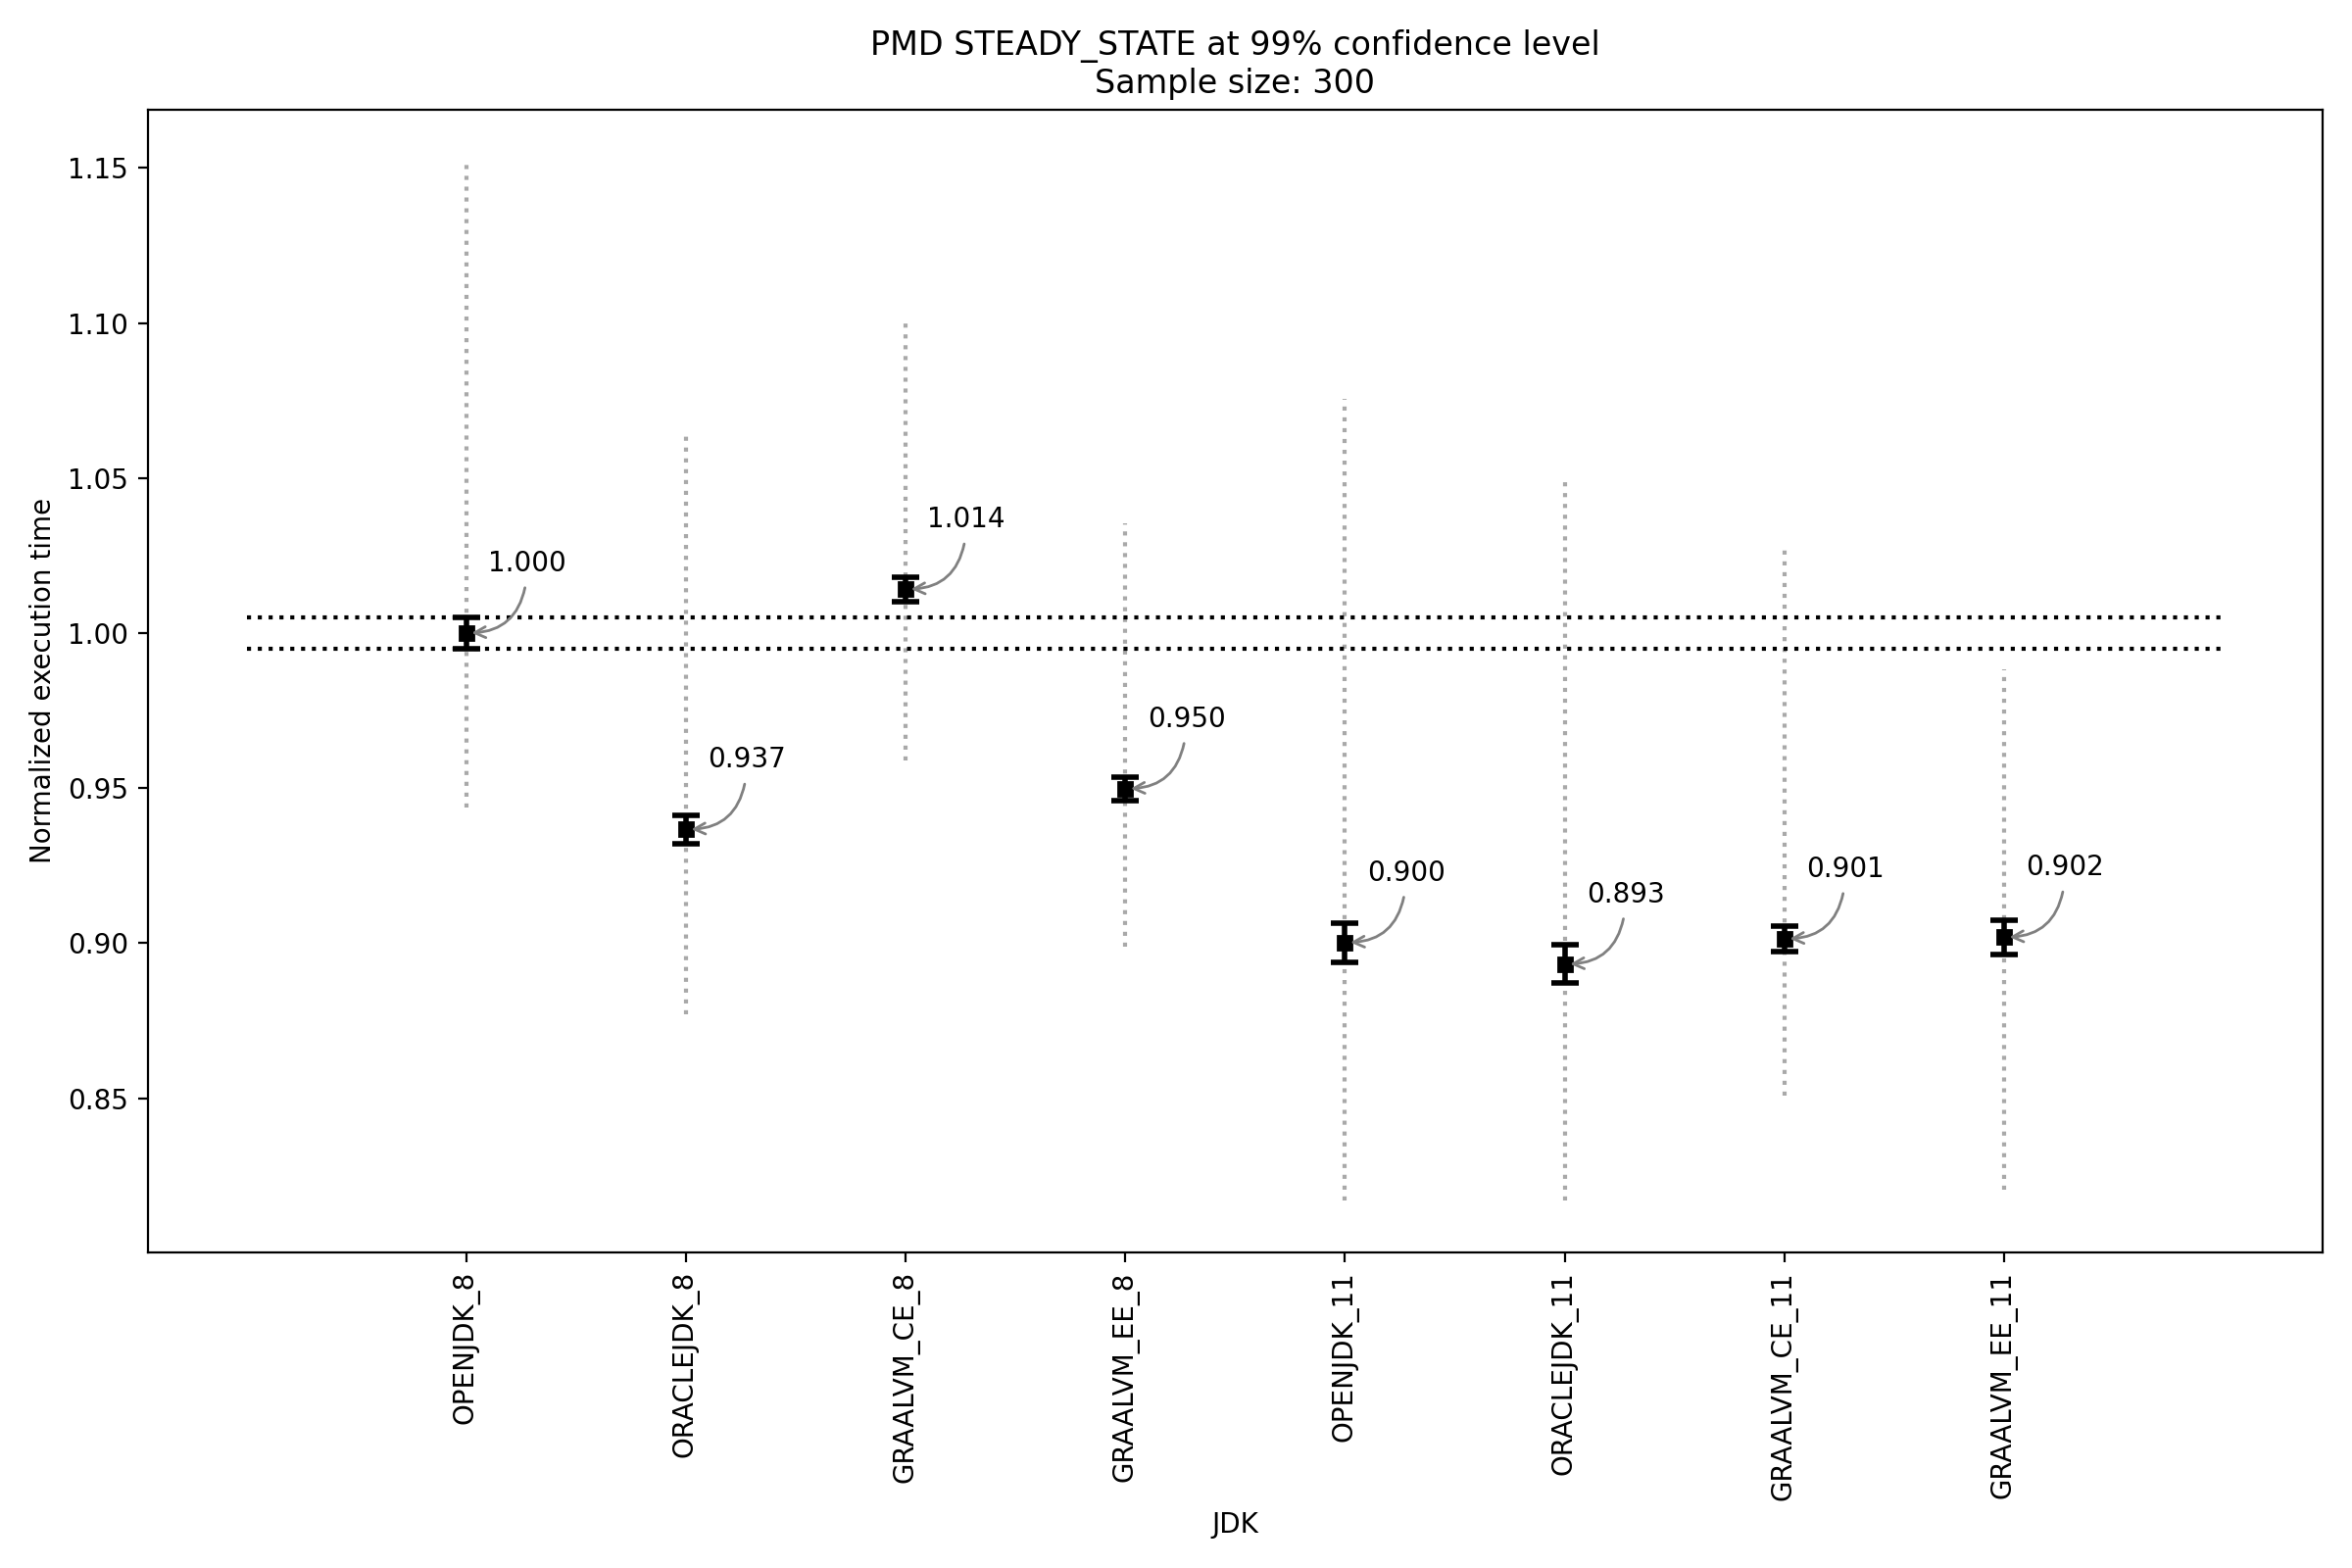 PMD STEADY_STATE at 99% confidence level
Sample size: 300
Normalized execution time
1.15
1.10
1.05
1.00
0.95
0.90
0.85
1.000
0.937
1.014
0.950
0.900
0.893
0.901
0.902
OPENJDK_8
ORACLEJDK_8
GRAALVM_CE_8
GRAALVM_EE_8
OPENJDK_11
ORACLEJDK_11
GRAALVM_CE_11
GRAALVM_EE_11
JDK